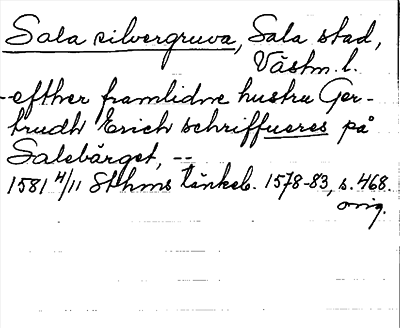 Sala silvergruva, Sala stad,
Västm. l.
-efther framlidne hustru Ger-
trudh Erich schriffueres på
Salebärget, --
1581 4/11 Sthms tänkeb. 1578-83, s. 468.
orig.